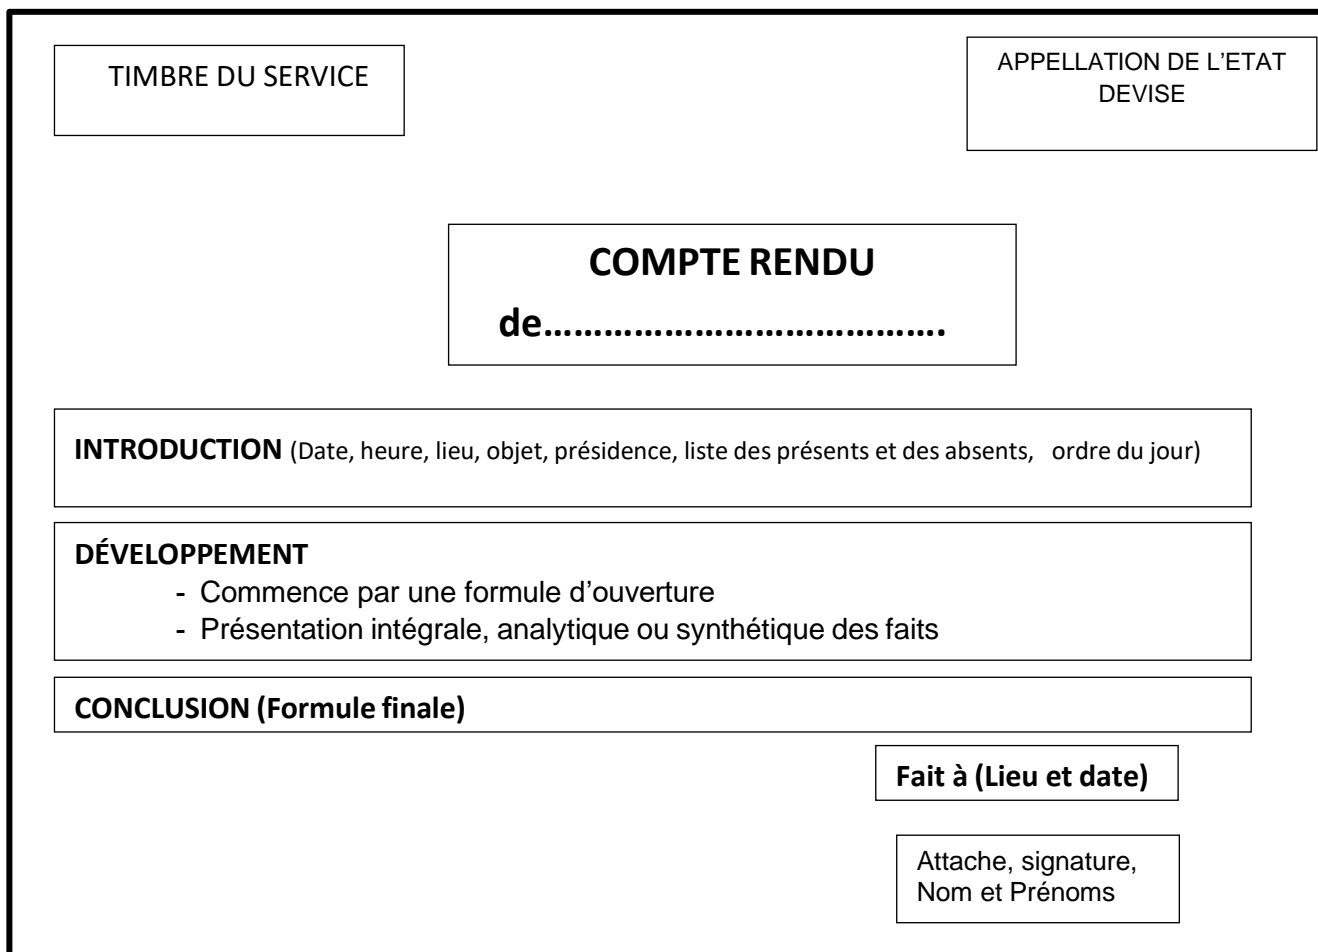 TIMBRE DU SERVICE
APPELLATION DE L’ETAT
DEVISE
COMPTE RENDU
de………………………………….
INTRODUCTION (Date, heure, lieu, objet, présidence, liste des présents et des absents, ordre du jour)
DÉVELOPPEMENT
- Commence par une formule d’ouverture
- Présentation intégrale, analytique ou synthétique des faits
CONCLUSION (Formule finale)
Fait à (Lieu et date)
Attache, signature,
Nom et Prénoms